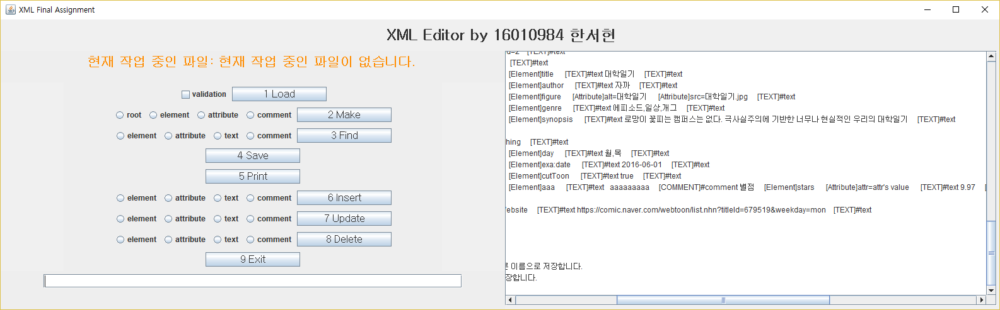 XML Final Assignment
XML Editor by 16010984 한서현
현재 작업 중인 파일: 현재 작업 중인 파일이 없습니다.
validation 1 Load
root element attribute comment 2 Make
element attribute text comment 3 Find
4 Save
5 Print
element attribute text comment 6 Insert
element attribute text comment 7 Update
element attribute text comment 8 Delete
9 Exit
d=2 [TEXT]#text
[TEXT]#text
[Element]title [TEXT]#text 대학일기 [TEXT]#text
[Element]author [TEXT]#text 자까 [TEXT]#text
[Element]figure [Attribute]alt=대학일기 [Attribute]src=대학일기.jpg [TEXT]#text
[Element]genre [TEXT]#text 에피소드,일상,개그 [TEXT]#text
[Element]synopsis [TEXT]#text 로망이 꽃피는 캠퍼스는 없다. 극사실주의에 기반한 너무나 현실적인 우리의 대학일기 [TEXT]#text
hing [TEXT]#text
[Element]day [TEXT]#text 월,목 [TEXT]#text
[Element]exa:date [TEXT]#text 2016-06-01 [TEXT]#text
[Element]cutToon [TEXT]#text true [TEXT]#text
[Element]aaa [TEXT]#text aaaaaaaaa [COMMENT]#comment 별점 [Element]stars [Attribute]attr=attr's value [TEXT]#text 9.97 [
ebsite [TEXT]#text https://comic.naver.com/webtoon/list.nhn?titleId=679519&weekday=mon [TEXT]#text
이름으로 저장합니다.
장합니다.